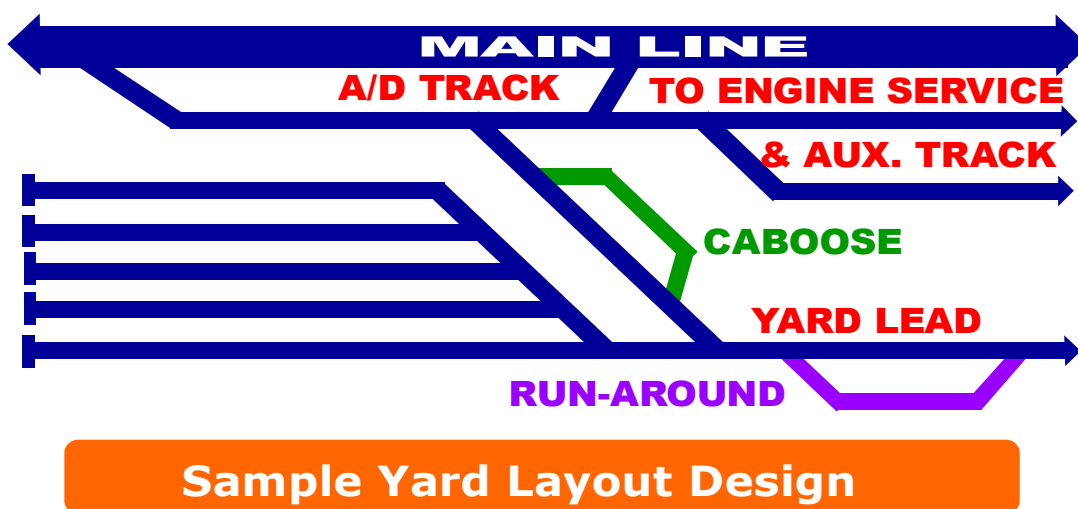 MAIN LINE
A/D TRACK
TO ENGINE SERVICE
& AUX. TRACK
CABOOSE
YARD LEAD
RUN-AROUND
Sample Yard Layout Design